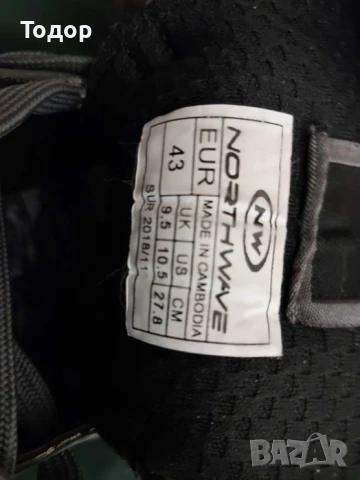 Тодор
NW
NORTHWAVE
MADE IN CAMBODIA
EUR UK US CM
43 9.5 10.5 27.8
SUR 2018/11
BAZAR